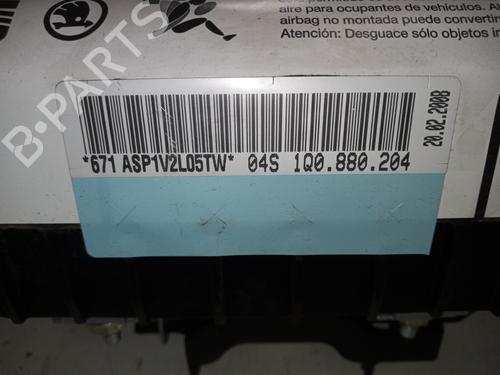 aire para ocupantes de vehículos. A
airbag no montada puede convertir
Atención: Desguace sólo objetos in
*671 ASP1V2L05TW* 04S 1Q0.880.204
20.02.2008
B-PARTS